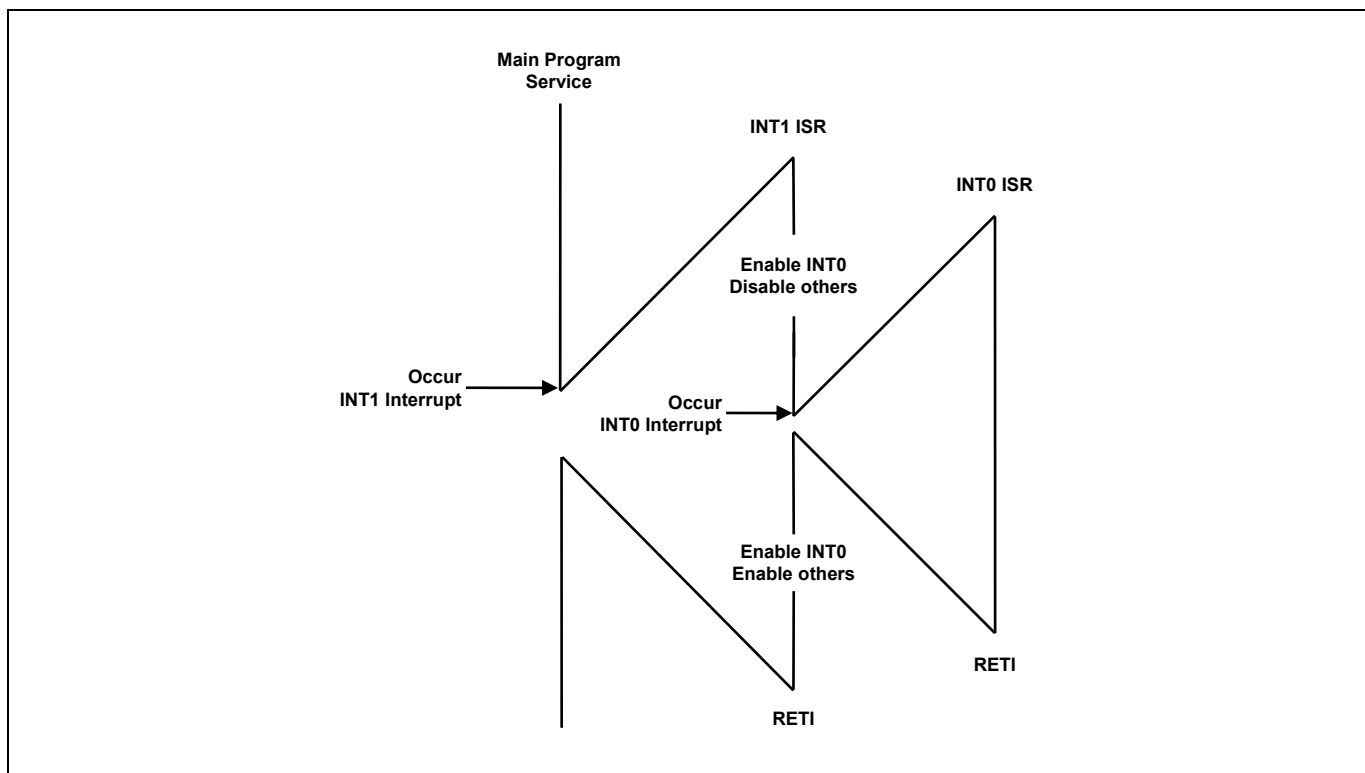 Main Program
Service
INT1 ISR
INT0 ISR
Enable INT0
Disable others
Occur
INT1 Interrupt
Occur
INT0 Interrupt
Enable INT0
Enable others
RETI
RETI